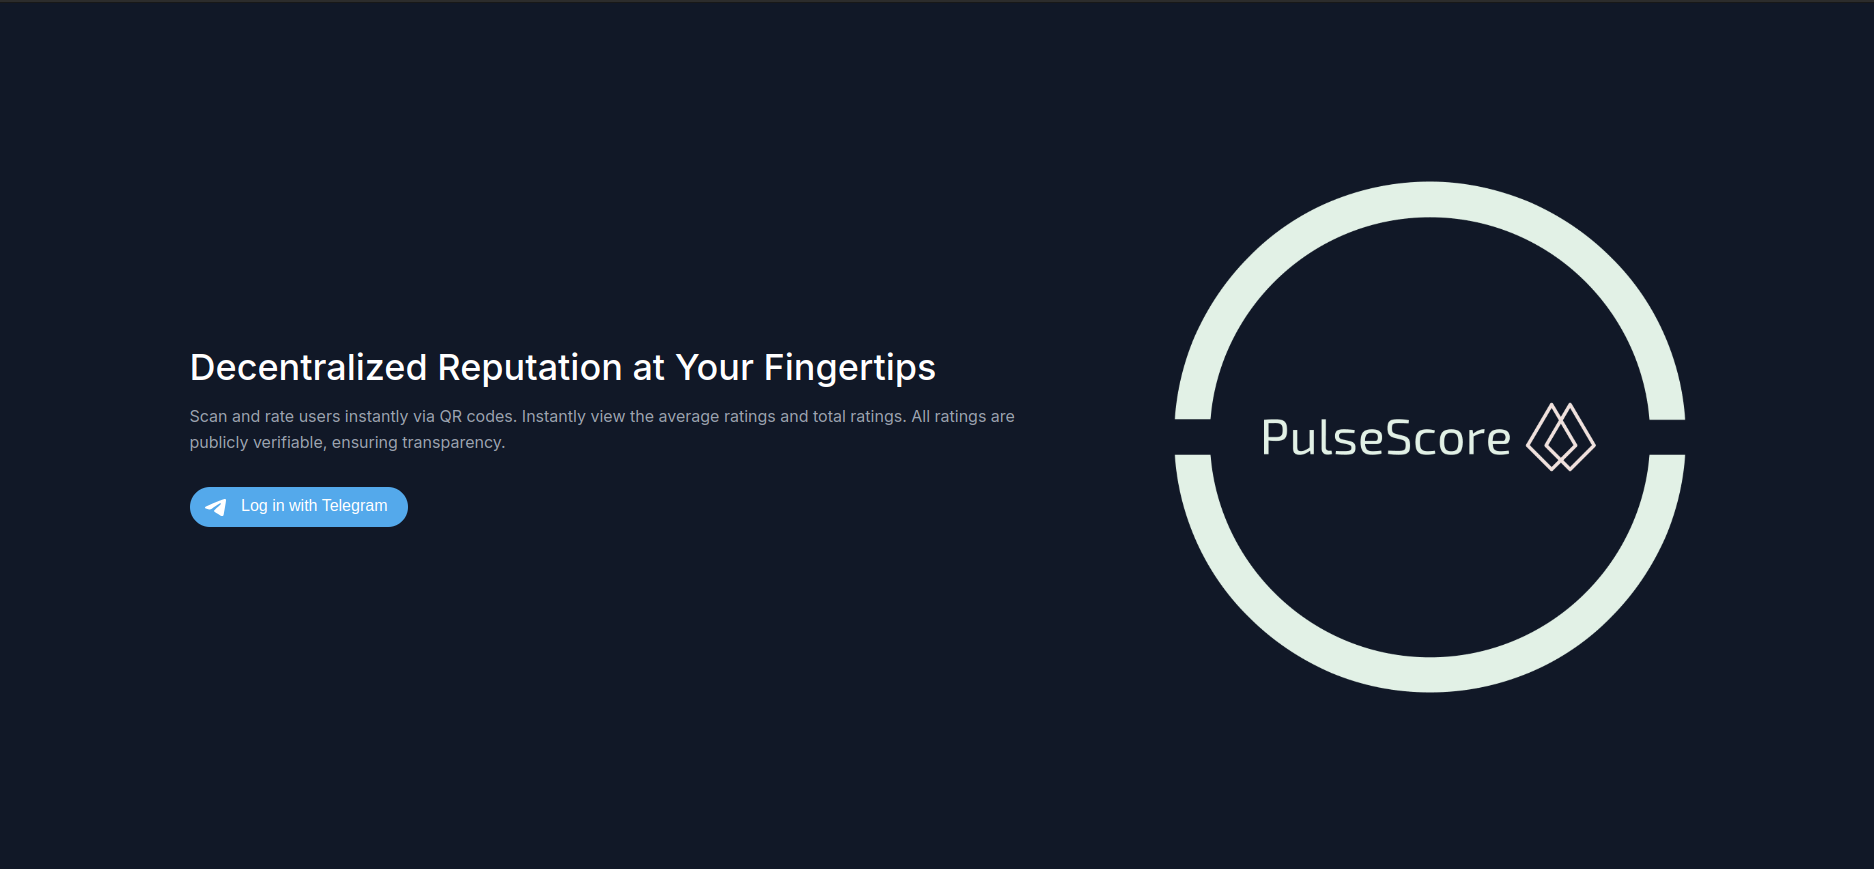 Decentralized Reputation at Your Fingertips
Scan and rate users instantly via QR codes. Instantly view the average ratings and total ratings. All ratings are
publicly verifiable, ensuring transparency.
Log in with Telegram
PulseScore